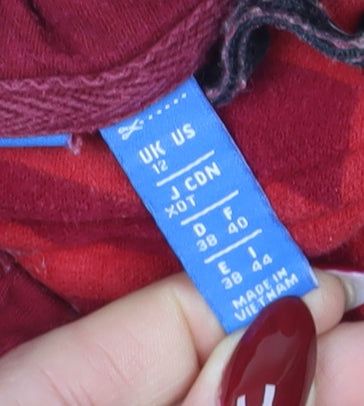 UK US
12
J CDN
XOT
D F
38 40
E I
38 44
MADE IN
VIETNAM